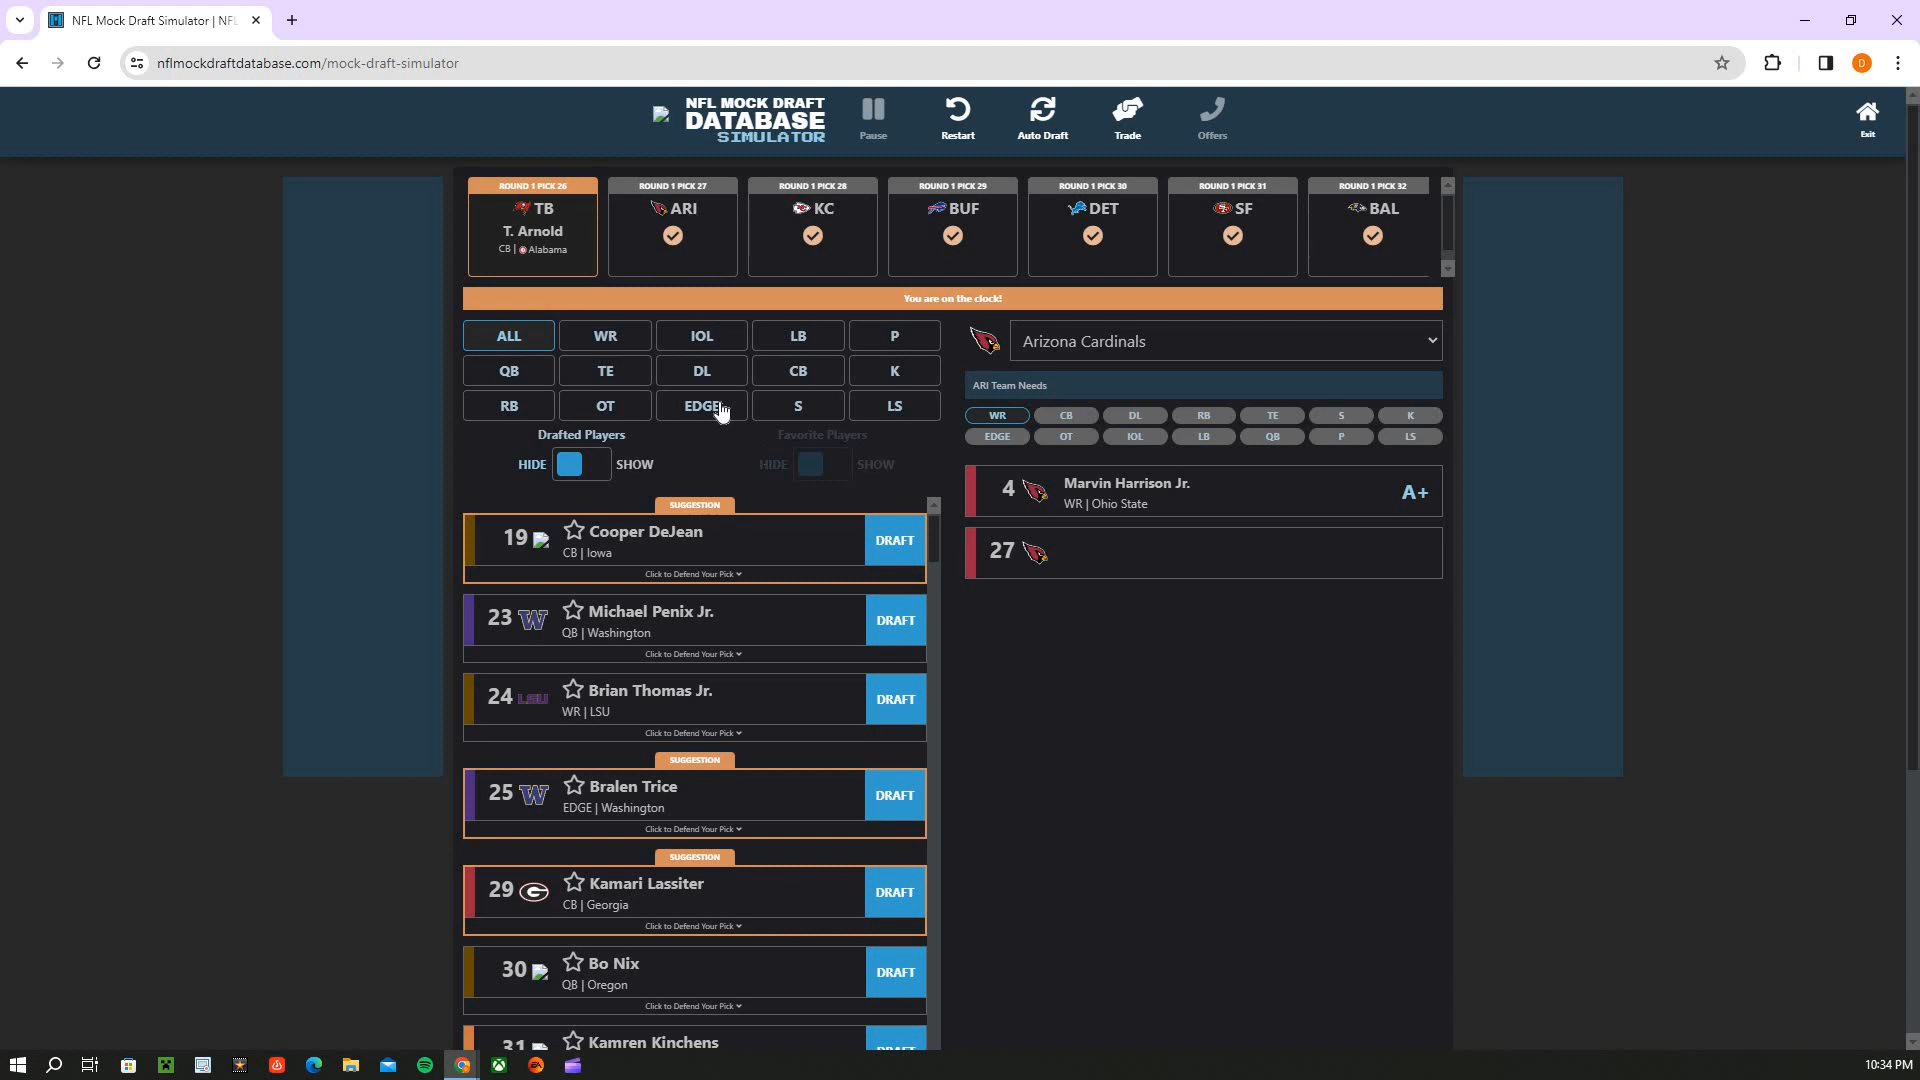 NFL Mock Draft Simulator | NFL
nflmockdraftdatabase.com/mock-draft-simulator
D
NFL MOCK DRAFT
DATABASE
SIMULATOR
Pause
Restart
Auto Draft
Trade
Offers
Exit
ROUND 1 PICK 26
TB
T. Arnold
CB | Alabama
ROUND 1 PICK 27
ARI
ROUND 1 PICK 28
KC
ROUND 1 PICK 29
BUF
ROUND 1 PICK 30
DET
ROUND 1 PICK 31
SF
ROUND 1 PICK 32
BAL
You are on the clock!
ALL WR IOL LB P
QB TE DL CB K
RB OT EDGE S LS
Drafted Players
HIDE SHOW
Favorite Players
HIDE SHOW
SUGGESTION
19 Cooper DeJean
CB | Iowa
DRAFT
Click to Defend Your Pick
23 W Michael Penix Jr.
QB | Washington
DRAFT
Click to Defend Your Pick
24 LSU Brian Thomas Jr.
WR | LSU
DRAFT
Click to Defend Your Pick
SUGGESTION
25 W Bralen Trice
EDGE | Washington
DRAFT
Click to Defend Your Pick
SUGGESTION
29 G Kamari Lassiter
CB | Georgia
DRAFT
Click to Defend Your Pick
30 Bo Nix
QB | Oregon
DRAFT
Click to Defend Your Pick
31 Kamren Kinchens
DRAFT
Arizona Cardinals
ARI Team Needs
WR CB DL RB TE S K
EDGE OT IOL LB QB P LS
4 Marvin Harrison Jr.
WR | Ohio State
A+
27
10:34 PM